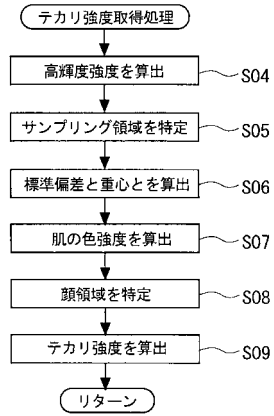 テカリ強度取得処理
高輝度強度を算出
S04
サンプリング領域を特定
S05
標準偏差と重心とを算出
S06
肌の色強度を算出
S07
顔領域を特定
S08
テカリ強度を算出
S09
リターン